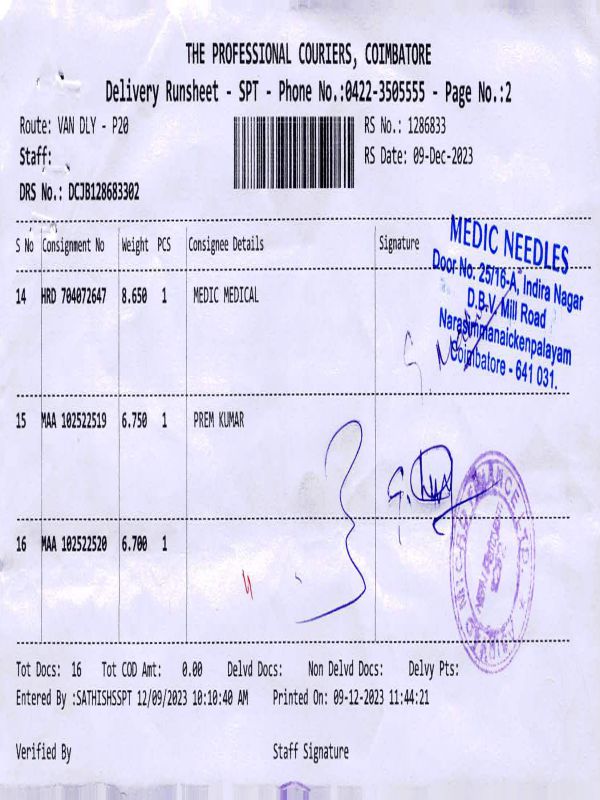 THE PROFESSIONAL COURIERS, COIMBATORE
Delivery Runsheet - SPT - Phone No.:0422-3505555 - Page No.:2
Route: VAN DLY - P20
RS No.: 1286833
Staff:
RS Date: 09-Dec-2023
DRS No.: DCJB128683302
S No Consignment No Weight PCS Consignee Details Signature
MEDIC NEEDLES
Door No: 25/16-A, Indira Nagar
D.B.V. Mill Road
Narasimmanaickenpalayam
Coimbatore - 641 031.
14 HRD 704072647 8.650 1 MEDIC MEDICAL
15 MAA 102522519 6.750 1 PREM KUMAR
16 MAA 102522520 6.700 1
Tot Docs: 16 Tot COD Amt: 0.00 Delvd Docs: Non Delvd Docs: Delvy Pts:
Entered By :SATHISHSSPT 12/09/2023 10:10:40 AM Printed On: 09-12-2023 11:44:21
Verified By Staff Signature